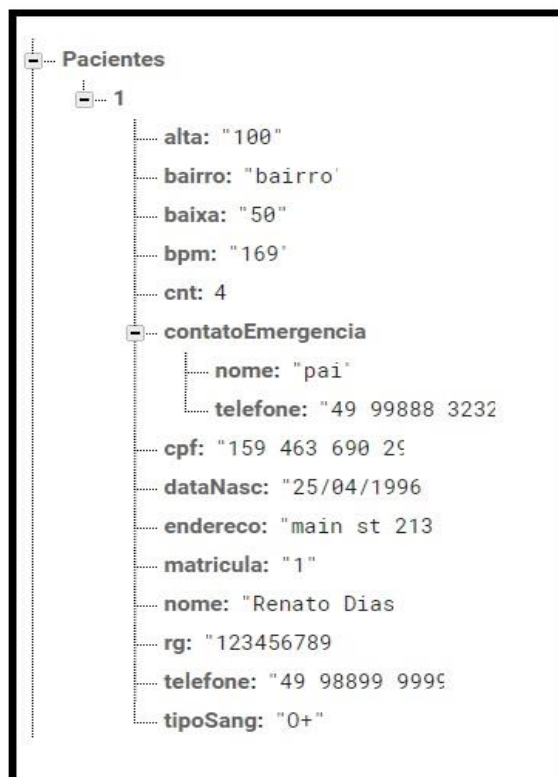 Pacientes
1
alta: "100"
bairro: "bairro'
baixa: "50"
bpm: "169'
cnt: 4
contatoEmergencia
nome: "pai'
telefone: "49 99888 3232
cpf: "159 463 690 29
dataNasc: "25/04/1996
endereco: "main st 213
matricula: "1"
nome: "Renato Dias
rg: "123456789
telefone: "49 98899 9999
tipoSang: "O+"